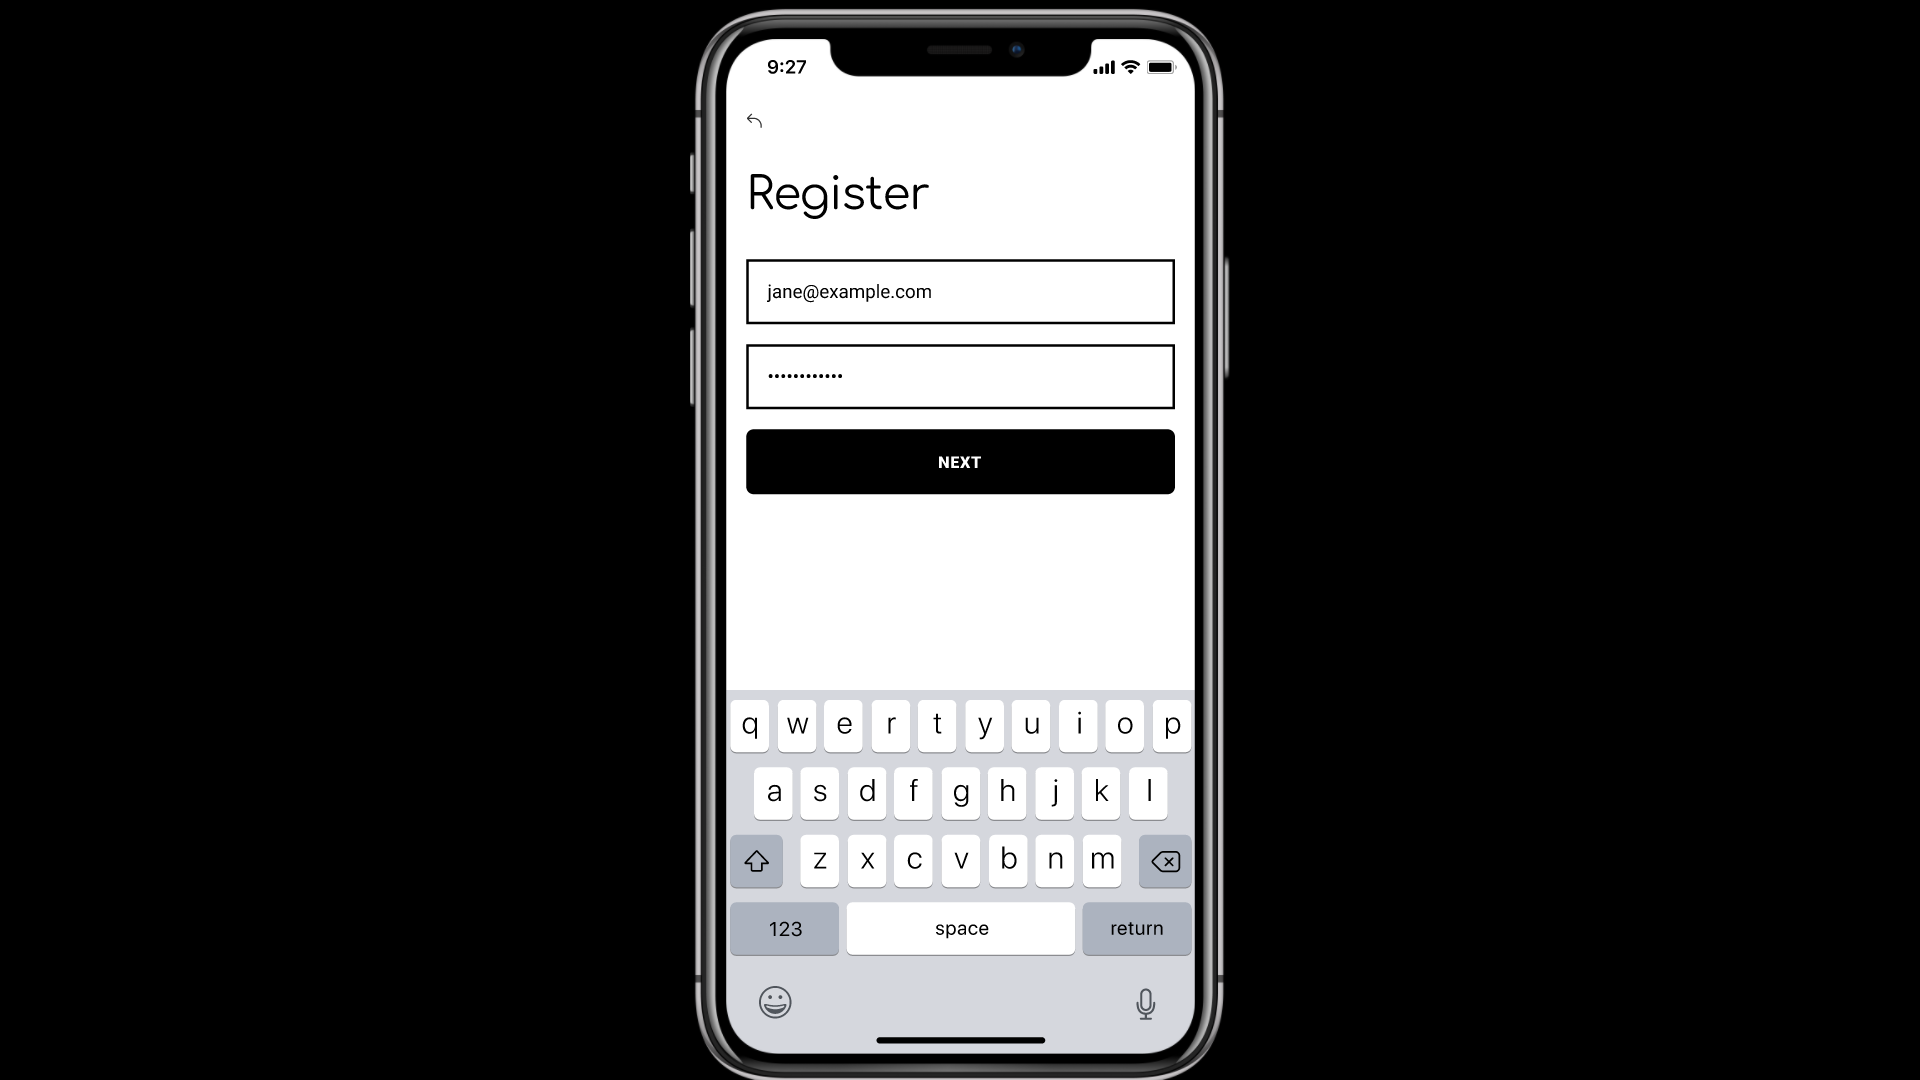 9:27
Register
jane@example.com
••••••••••••
NEXT
q w e r t y u i o p
a s d f g h j k l
z x c v b n m
123 space return